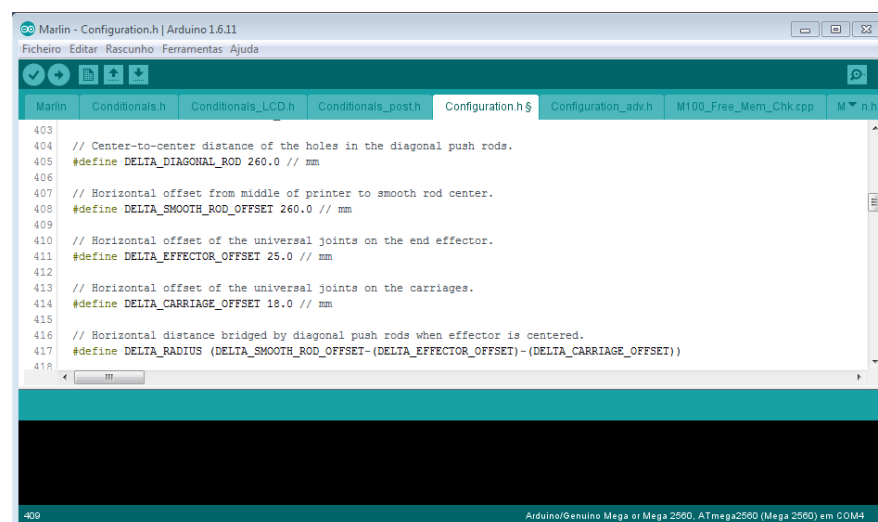 Marlin - Configuration.h | Arduino 1.6.11
Ficheiro Editar Rascunho Ferramentas Ajuda
Marlin Conditionals.h Conditionals_LCD.h Conditionals_post.h Configuration.h § Configuration_adv.h M100_Free_Mem_Chk.cpp M n.h
403
404 // Center-to-center distance of the holes in the diagonal push rods.
405 #define DELTA_DIAGONAL_ROD 260.0 // mm
406
407 // Horizontal offset from middle of printer to smooth rod center.
408 #define DELTA_SMOOTH_ROD_OFFSET 260.0 // mm
409
410 // Horizontal offset of the universal joints on the end effector.
411 #define DELTA_EFFECTOR_OFFSET 25.0 // mm
412
413 // Horizontal offset of the universal joints on the carriages.
414 #define DELTA_CARRIAGE_OFFSET 18.0 // mm
415
416 // Horizontal distance bridged by diagonal push rods when effector is centered.
417 #define DELTA_RADIUS (DELTA_SMOOTH_ROD_OFFSET-(DELTA_EFFECTOR_OFFSET)-(DELTA_CARRIAGE_OFFSET))
418
409 Arduino/Genuino Mega or Mega 2560, ATmega2560 (Mega 2560) em COM4